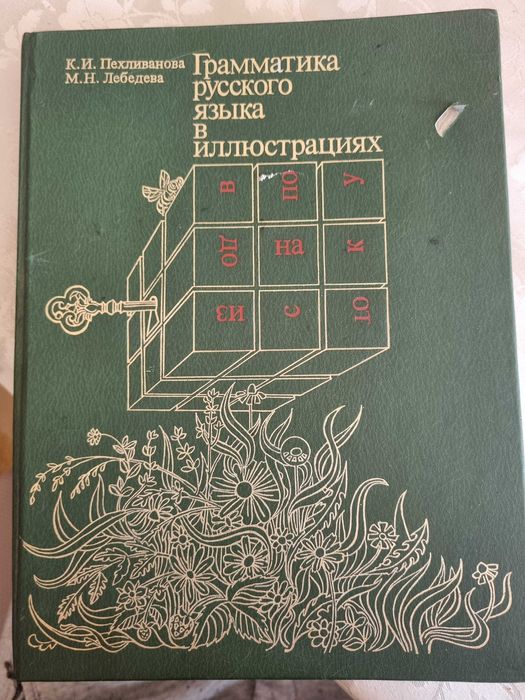 К.И. Пехливанова
М.Н. Лебедева
Грамматика
русского
языка
в
иллюстрациях
в по у
до на к
из с от